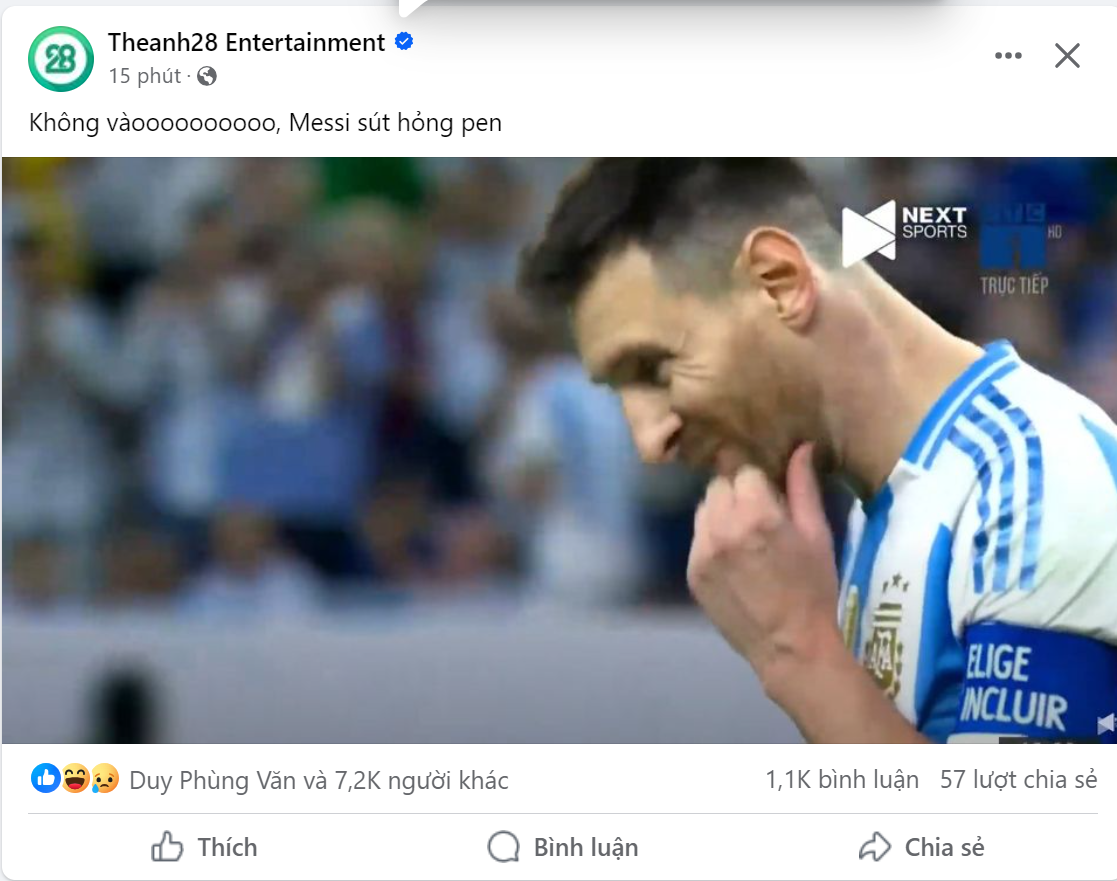 28
Theanh28 Entertainment
15 phút ·
Không vàoooooooooo, Messi sút hỏng pen
NEXT
SPORTS
HD
TRỰC TIẾP
AFA
ELIGE
INCLUIR
Duy Phùng Văn và 7,2K người khác
1,1K bình luận 57 lượt chia sẻ
Thích Bình luận Chia sẻ